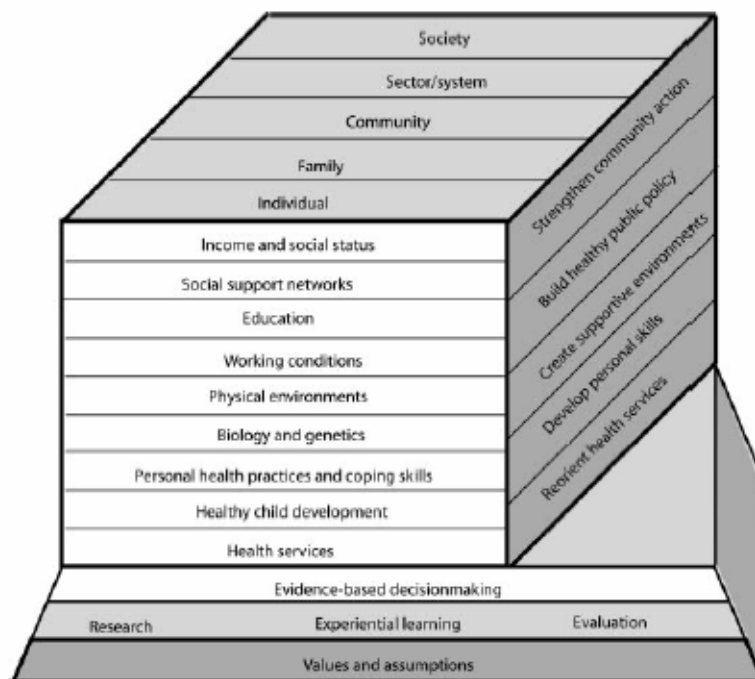 Society
Sector/system
Community
Family
Individual
Strengthen community action
Build healthy public policy
Create supportive environments
Develop personal skills
Reorient health services
Income and social status
Social support networks
Education
Working conditions
Physical environments
Biology and genetics
Personal health practices and coping skills
Healthy child development
Health services
Evidence-based decisionmaking
Research Experiential learning Evaluation
Values and assumptions